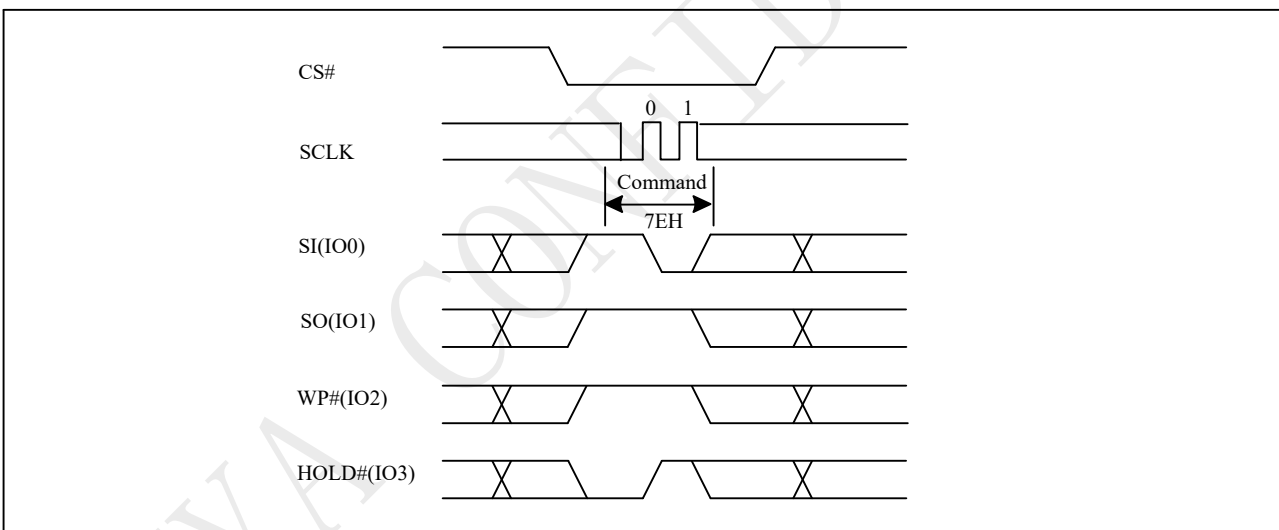 CS#
0 1
SCLK
Command
7EH
SI(IO0)
SO(IO1)
WP#(IO2)
HOLD#(IO3)